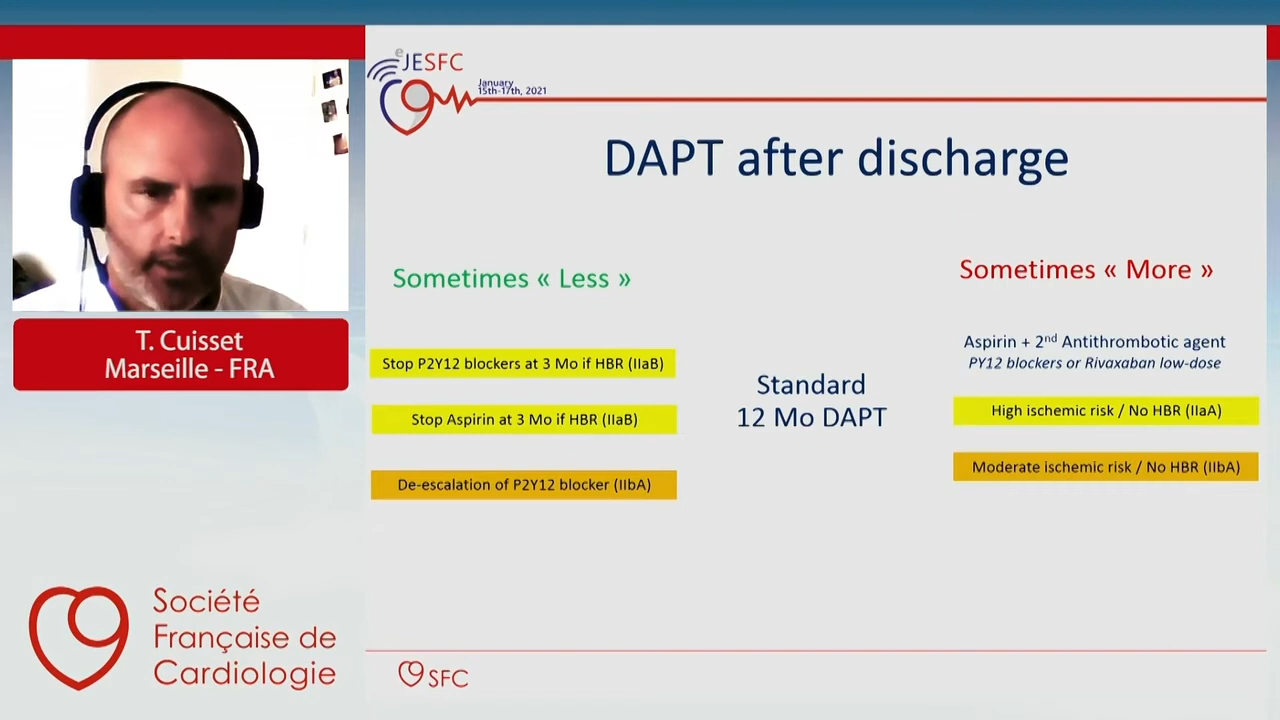 eJESFC
January
15th-17th, 2021
DAPT after discharge
Sometimes « Less »
Stop P2Y12 blockers at 3 Mo if HBR (IIaB)
Stop Aspirin at 3 Mo if HBR (IIaB)
De-escalation of P2Y12 blocker (IIbA)
Standard
12 Mo DAPT
Sometimes « More »
Aspirin + 2nd Antithrombotic agent
PY12 blockers or Rivaxaban low-dose
High ischemic risk / No HBR (IIaA)
Moderate ischemic risk / No HBR (IIbA)
T. Cuisset
Marseille - FRA
Société
Française de
Cardiologie
SFC